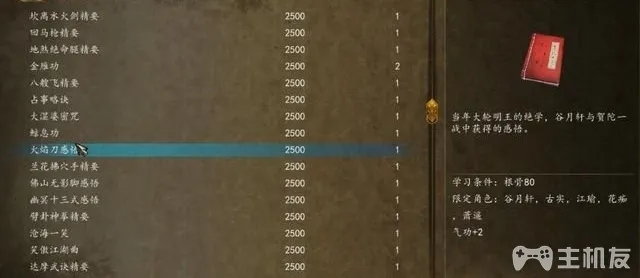 坎离水火剑精要 2500 1
回马枪精要 2500 1
地煞绝命腿精要 2500 1
金雁功 2500 2
八教飞精要 2500 1
占事略诀 2500 1
大湿婆密咒 2500 1
鲸息功 2500 1
火焰刀感悟 2500 1
兰花拂穴手精要 2500 1
佛山无影脚感悟 2500 1
幽冥十三式感悟 2500 1
劈卦神拳精要 2500 1
沧海一笑 2500 1
笑傲江湖曲 2500 1
达摩武诀精要 2500 1
当年大轮明王的绝学，谷月轩与贺陀一
战中获得的感悟。
学习条件：根骨80
限定角色：谷月轩，古实，江瑜，花痴
，萧遥
气功+2
主机友